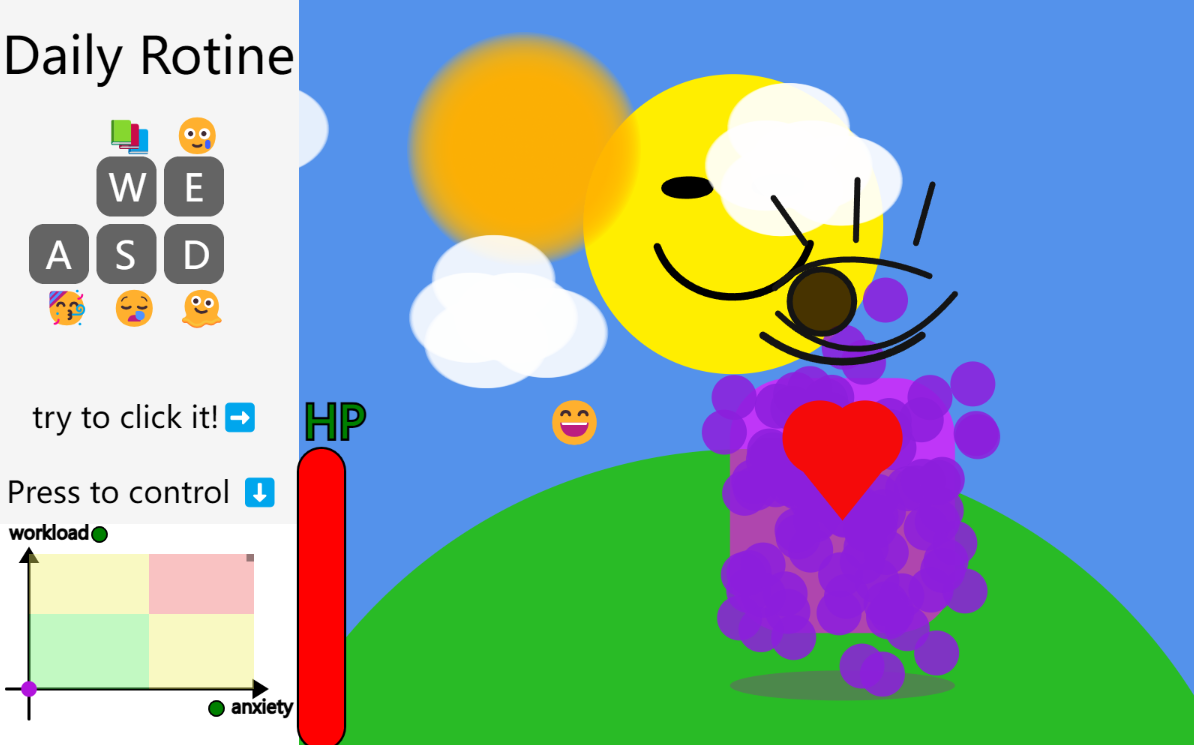 Daily Rotine
W E
A S D
try to click it!
HP
Press to control
workload
anxiety